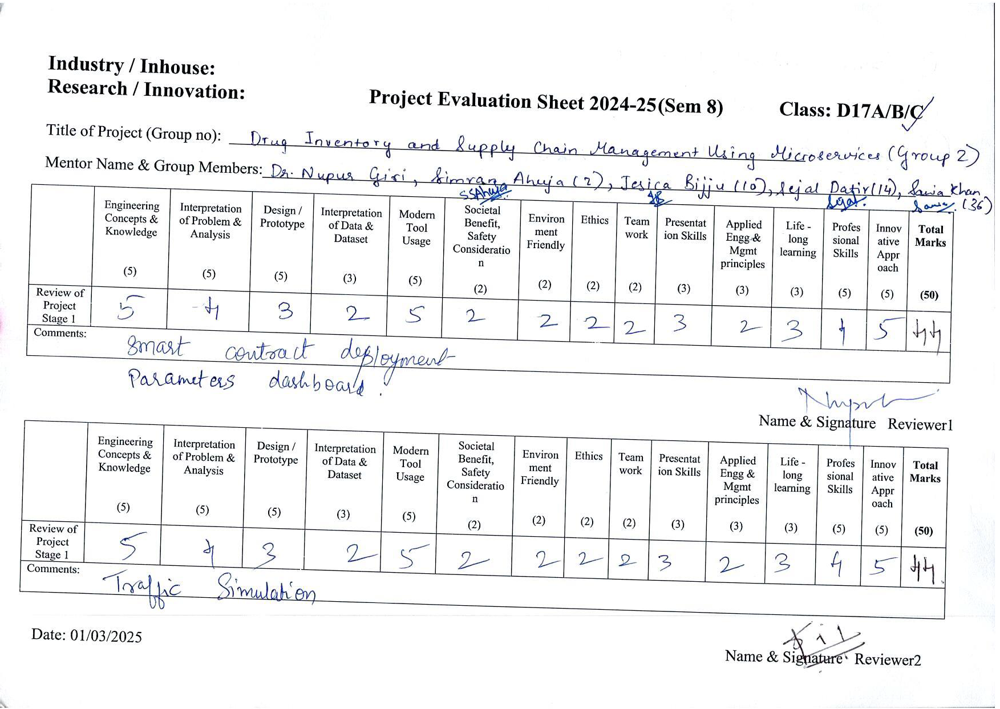 Industry / Inhouse:
Research / Innovation:
Project Evaluation Sheet 2024-25(Sem 8)
Class: D17A/B/C
Title of Project (Group no): Drug Inventory and Supply Chain Management Using Microservices (Group 2)
Mentor Name & Group Members: Dr. Nupur Giri, Simran Ahuja (2), Jesica Bijju (10), Sejal Datir (14), Sania Khan (36)
SSAhuja JB Sejal. Sania.
Engineering Concepts & Knowledge (5) Interpretation of Problem & Analysis (5) Design / Prototype (5) Interpretation of Data & Dataset (3) Modern Tool Usage (5) Societal Benefit, Safety Consideration (2) Environ ment Friendly (2) Ethics (2) Team work (2) Presentat ion Skills (3) Applied Engg & Mgmt principles (3) Life - long learning (3) Profes sional Skills (5) Innov ative Appr oach (5) Total Marks (50)
Review of Project Stage 1 5 4 3 2 5 2 2 2 2 3 2 3 4 5 44
Comments: Smart contract deployment
Parameters dashboard.
Name & Signature Reviewer1
Engineering Concepts & Knowledge (5) Interpretation of Problem & Analysis (5) Design / Prototype (5) Interpretation of Data & Dataset (3) Modern Tool Usage (5) Societal Benefit, Safety Consideration (2) Environ ment Friendly (2) Ethics (2) Team work (2) Presentat ion Skills (3) Applied Engg & Mgmt principles (3) Life - long learning (3) Profes sional Skills (5) Innov ative Appr oach (5) Total Marks (50)
Review of Project Stage 1 5 4 3 2 5 2 2 2 2 3 2 3 4 5 44.
Comments: Traffic Simulation
Date: 01/03/2025
Name & Signature Reviewer2